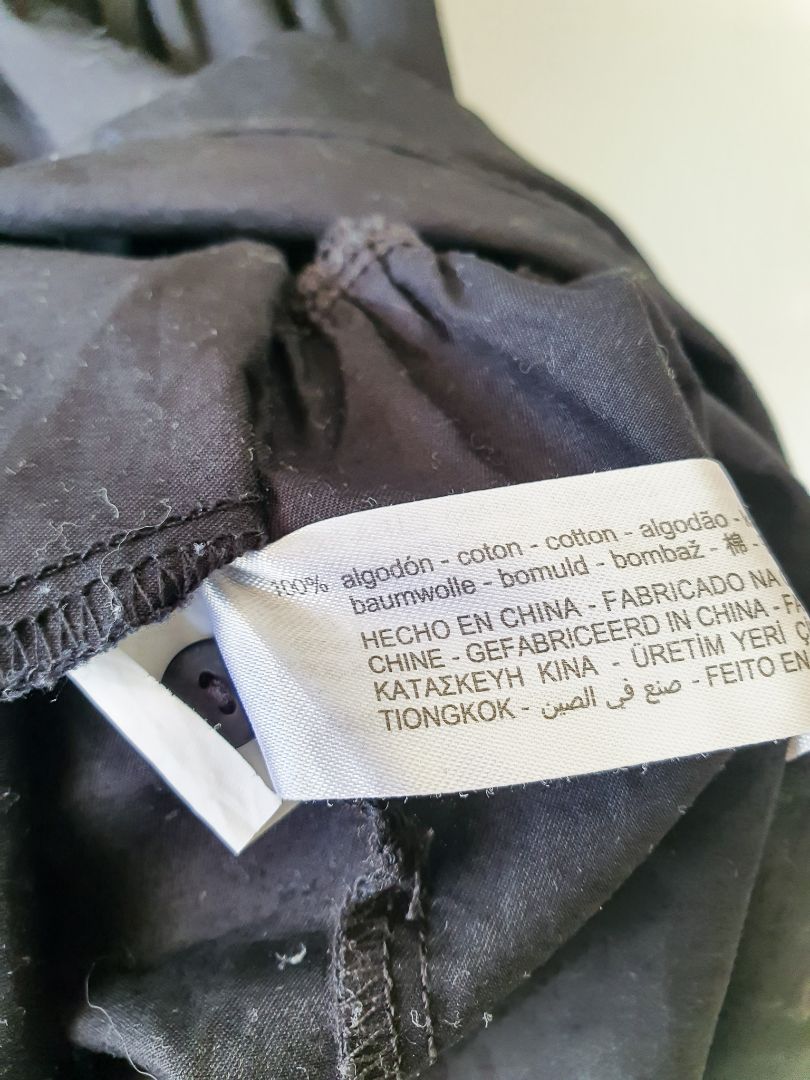 100% algodón - coton - cotton - algodão -
baumwolle - bomuld - bombaž - 棉 -
HECHO EN CHINA - FABRICADO NA
CHINE - GEFABRICEERD IN CHINA -
ΚΑΤΑΣΚΕΥΗ KINA - ÜRETİM YERİ
TIONGKOK - صنع في الصين - FEITO EN